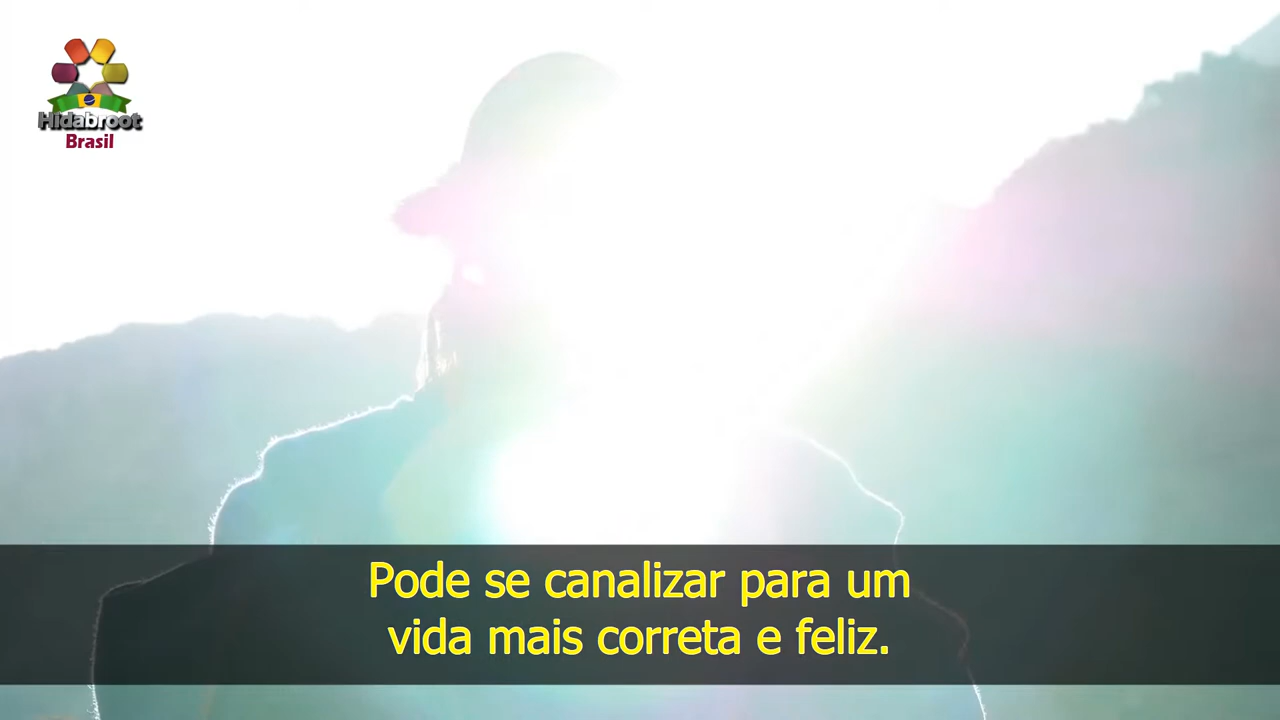 Hidabroot
Brasil
Pode se canalizar para um
vida mais correta e feliz.